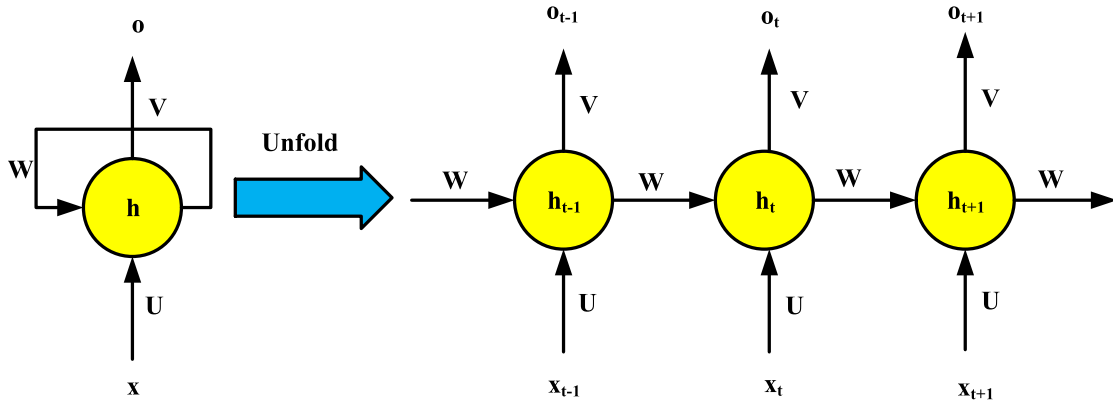 o
V
W
h
U
x
Unfold
o_{t-1} o_t o_{t+1}
V V V
W h_{t-1} W h_t W h_{t+1} W
U U U
x_{t-1} x_t x_{t+1}